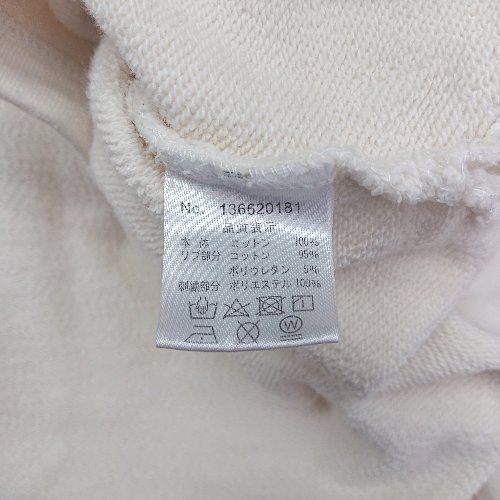 No. 136620181
品質表示
本体 コットン 100%
リブ部分 コットン 95%
ポリウレタン 5%
刺繍部分 ポリエステル 100%
W